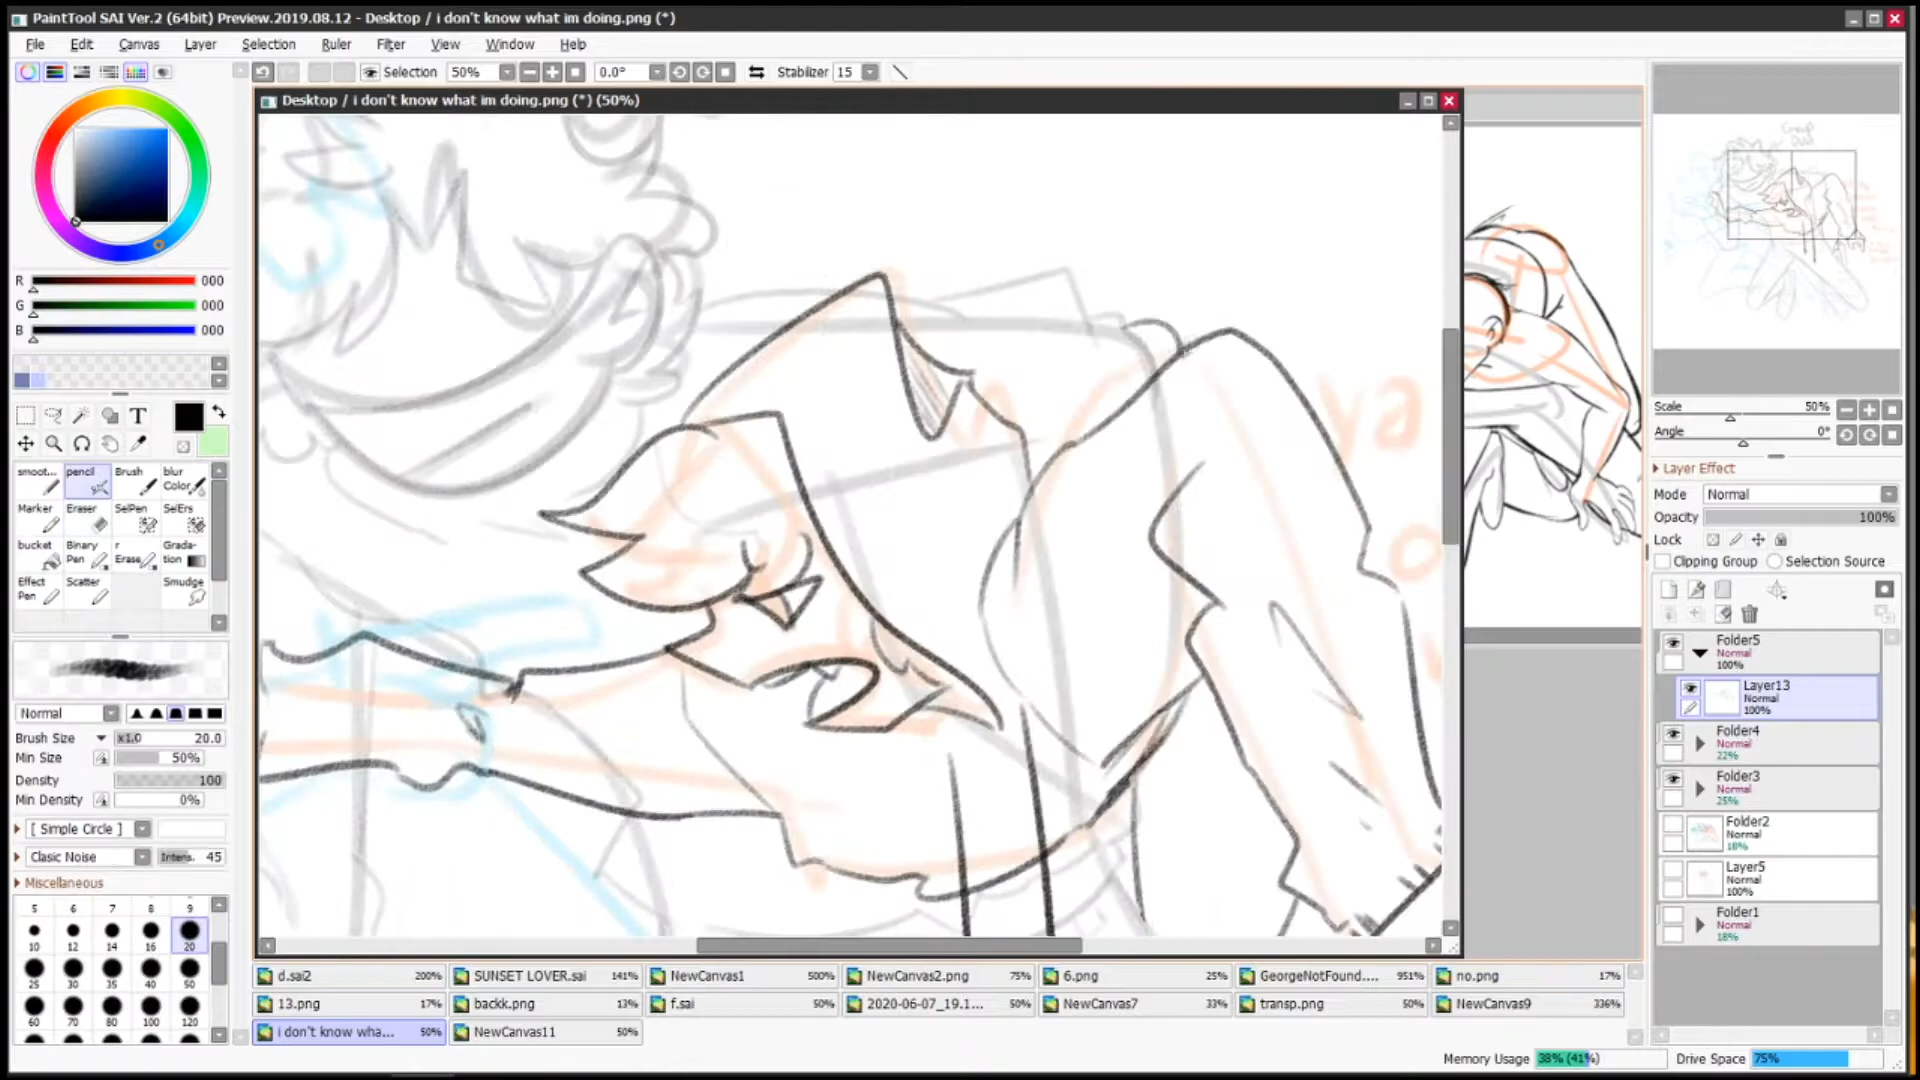 PaintTool SAI Ver.2 (64bit) Preview.2019.08.12 - Desktop / i don't know what im doing.png (*)
File Edit Canvas Layer Selection Ruler Filter View Window Help
Selection 50% 0.0° Stabilizer 15
Desktop / i don't know what im doing.png (*) (50%)
R 000
G 000
B 000
T
smoot... pencil Brush blur Color
Marker Eraser SelPen SelErs
bucket Binary Pen r Erase Grada-tion
Effect Pen Scatter Smudge
Normal
Brush Size x1.0 20.0
Min Size 50%
Density 100
Min Density 0%
[ Simple Circle ]
Clasic Noise Intens. 45
Miscellaneous
5 6 7 8 9
10 12 14 16 20
25 30 35 40 50
60 70 80 100 120
ya
Scale 50%
Angle 0°
Layer Effect
Mode Normal
Opacity 100%
Lock
Clipping Group Selection Source
Folder5
Normal
100%
Layer13
Normal
100%
Folder4
Normal
22%
Folder3
Normal
25%
Folder2
Normal
18%
Layer5
Normal
100%
Folder1
Normal
18%
d.sai2 200% SUNSET LOVER.sai 141% NewCanvas1 500% NewCanvas2.png 75% 6.png 25% GeorgeNotFound.... 951% no.png 17%
13.png 17% backk.png 13% f.sai 50% 2020-06-07_19.1... 50% NewCanvas7 33% transp.png 50% NewCanvas9 336%
i don't know wha... 50% NewCanvas11 50%
Memory Usage 38% (41%) Drive Space 75%